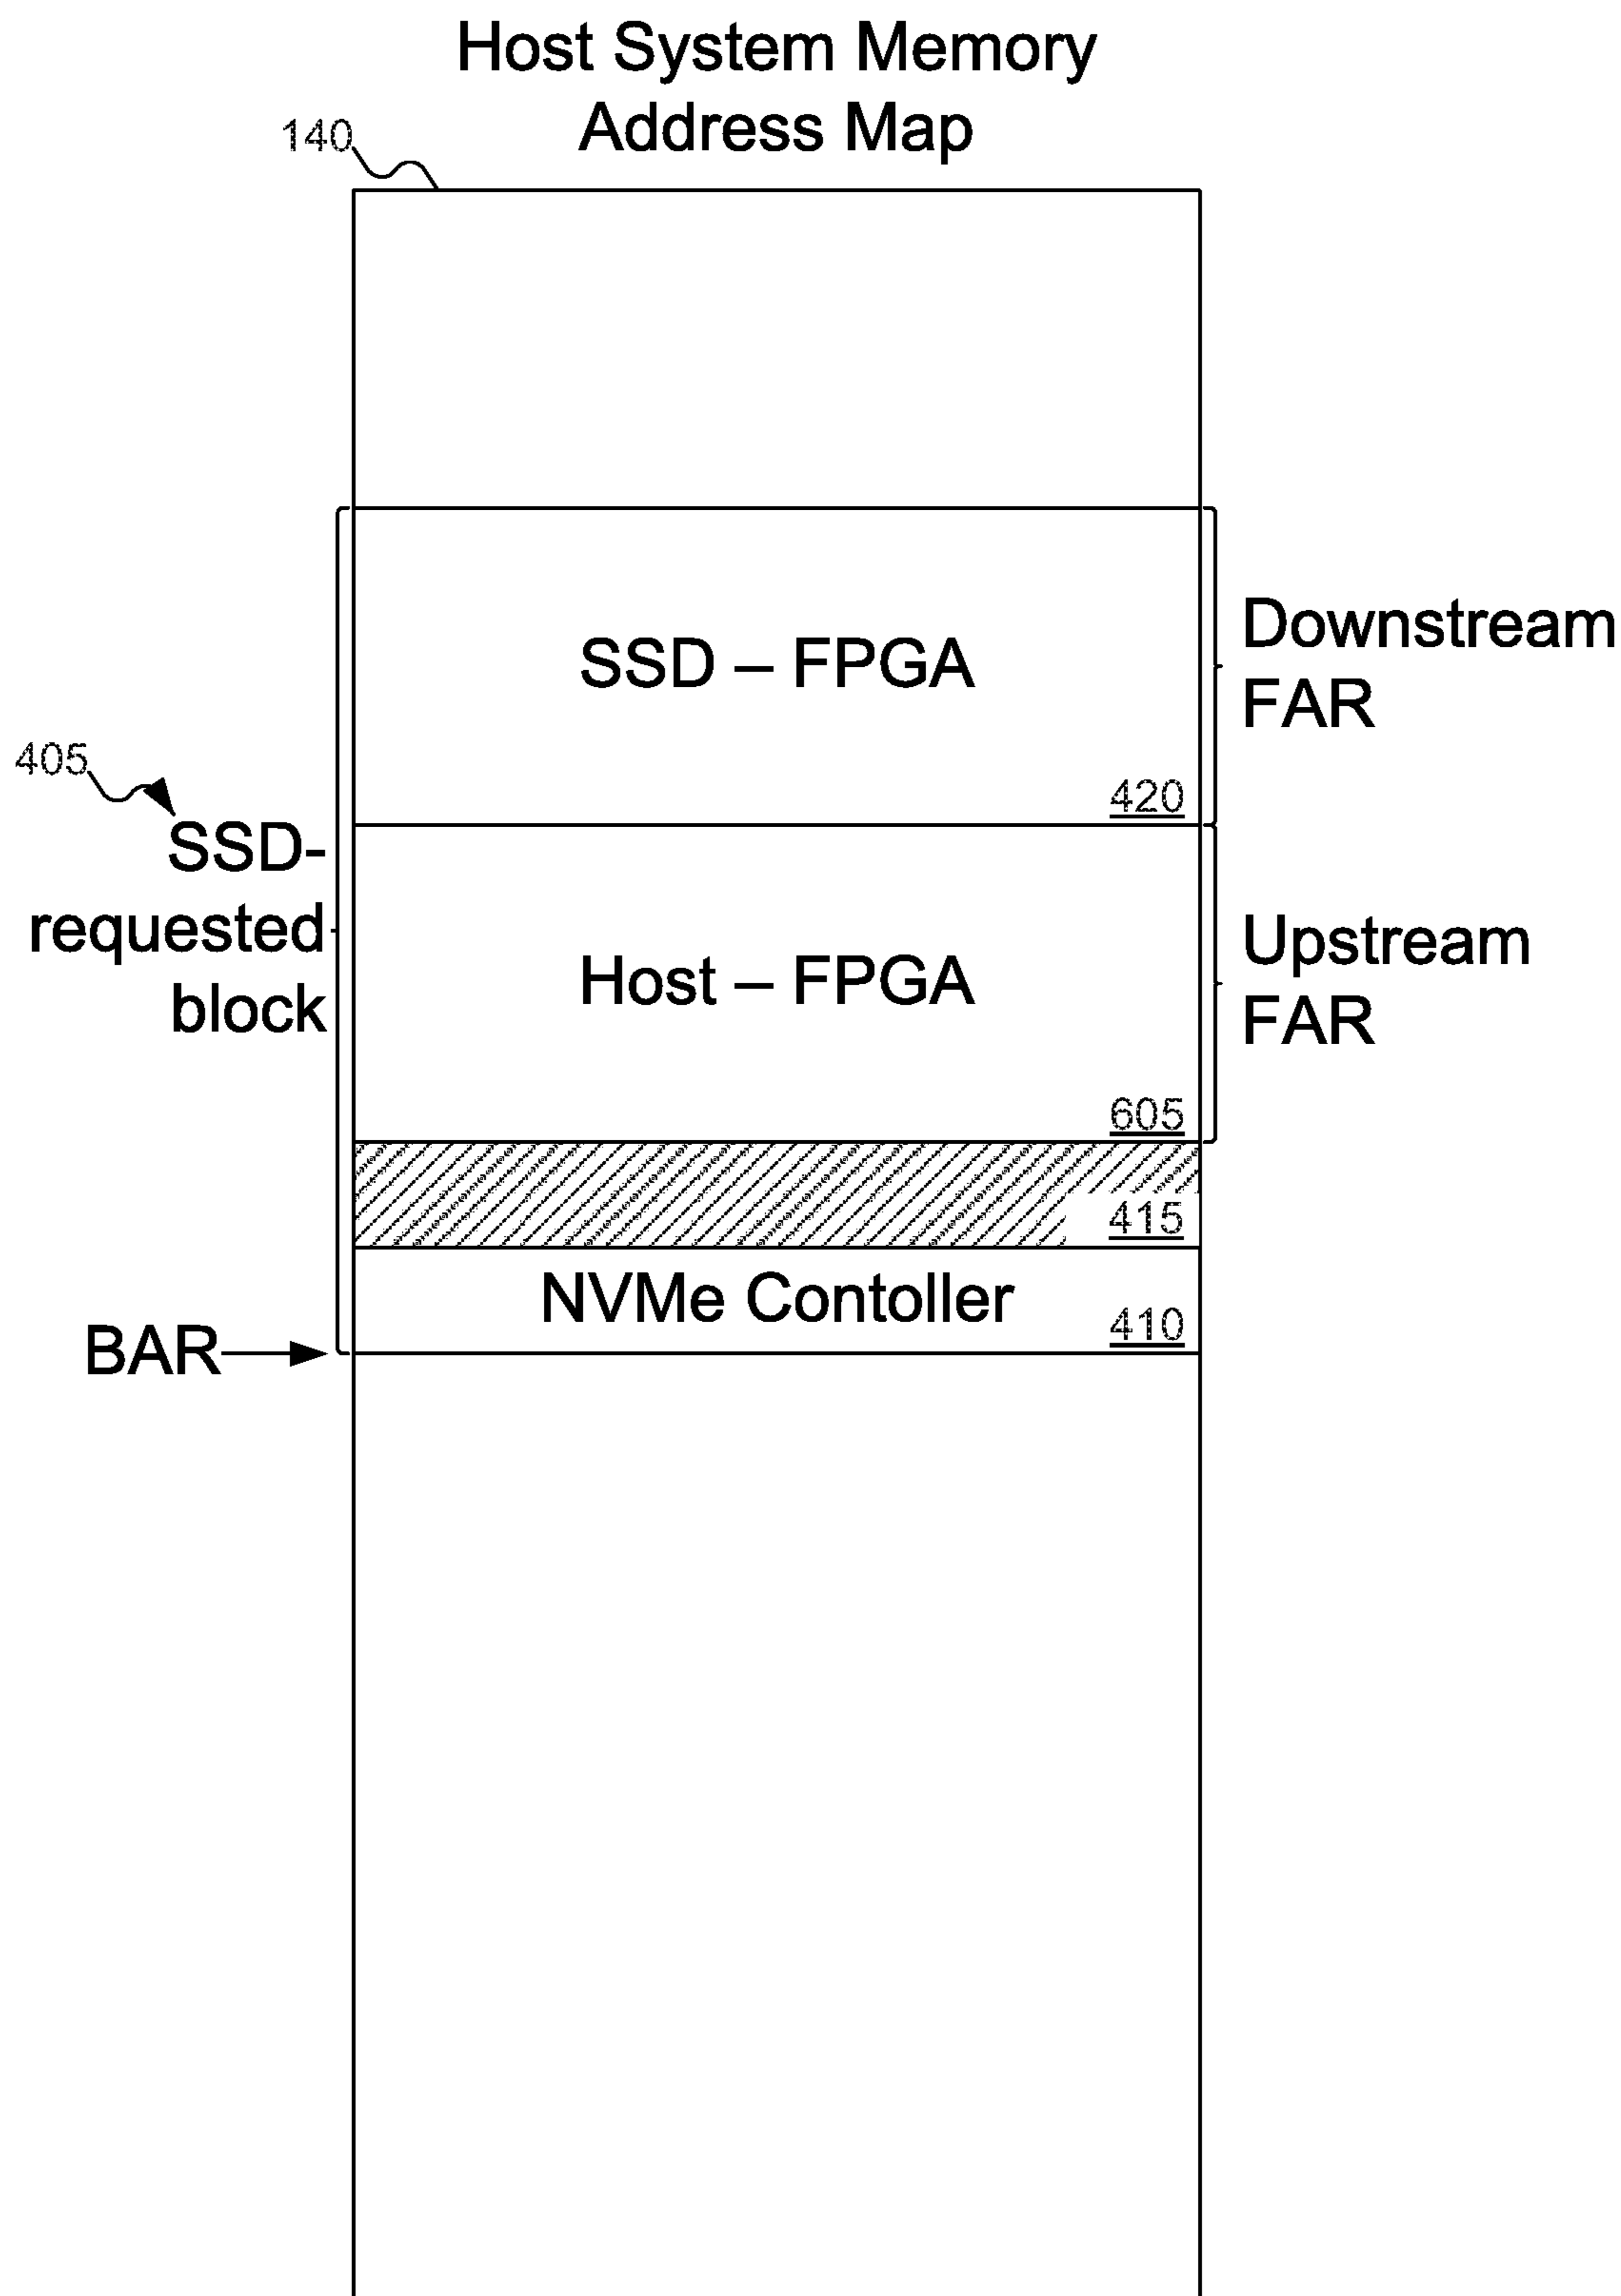 Host System Memory
Address Map
140
SSD – FPGA
420
Downstream
FAR
405
SSD-
requested
block
Host – FPGA
605
Upstream
FAR
415
NVMe Contoller
410
BAR